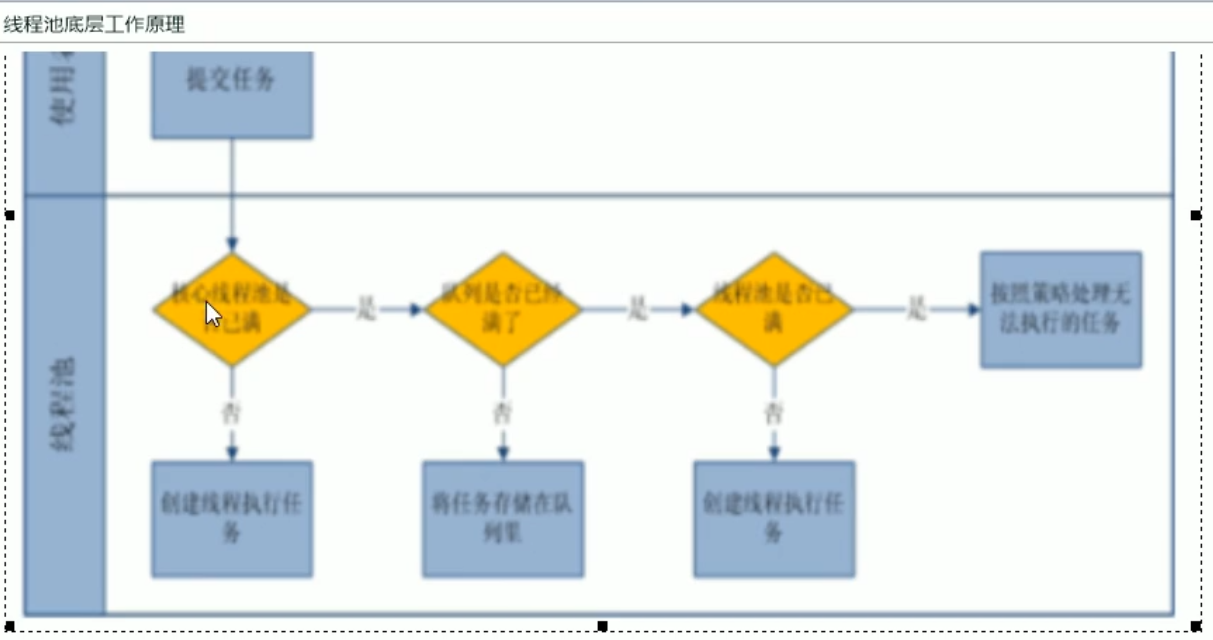 线程池底层工作原理
使用
提交任务
线程池
核心线程池是
否已满
是
队列是否已经
满了
是
线程池是否已
满
是
按照策略处理无
法执行的任务
否
否
否
创建线程执行任
务
将任务存储在队
列里
创建线程执行任
务